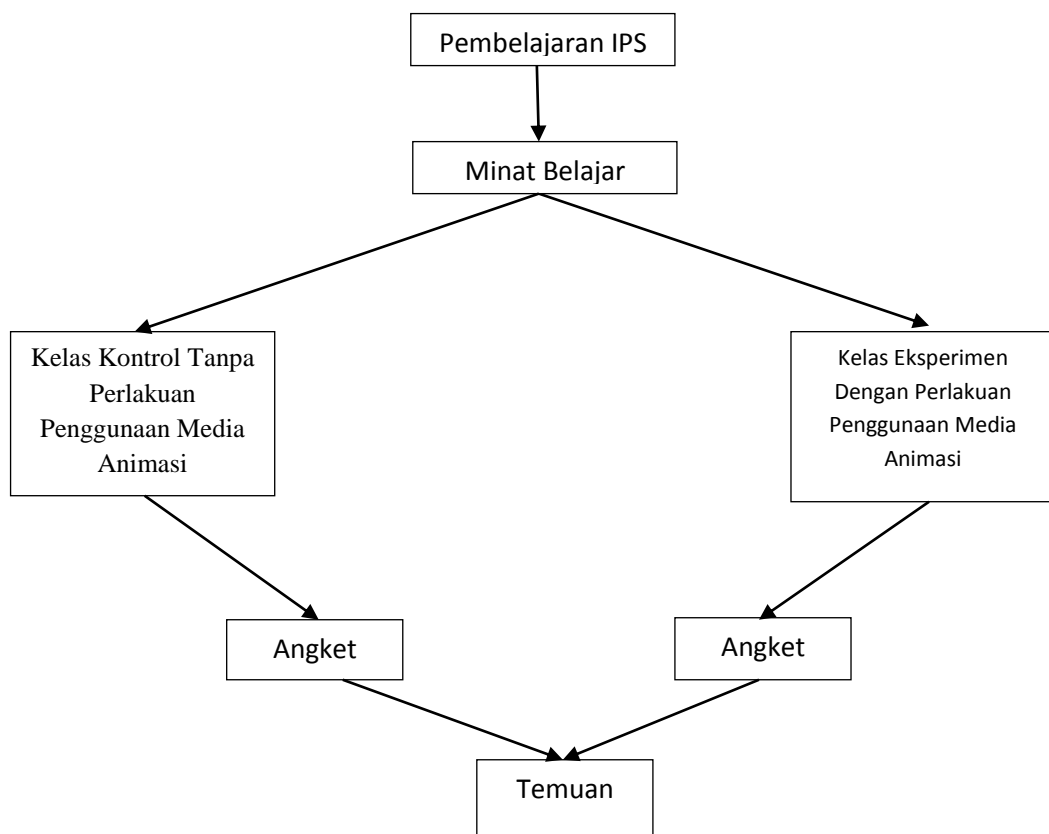 Pembelajaran IPS
Minat Belajar
Kelas Kontrol Tanpa
Perlakuan
Penggunaan Media
Animasi
Kelas Eksperimen
Dengan Perlakuan
Penggunaan Media
Animasi
Angket
Angket
Temuan